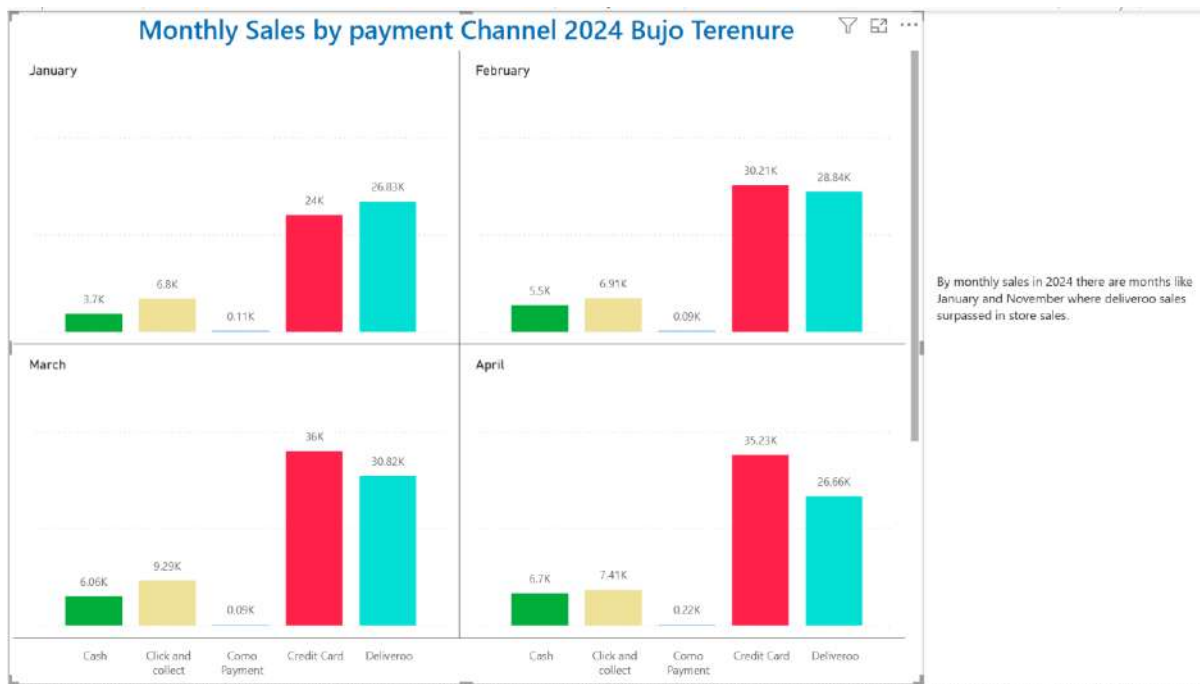 Monthly Sales by payment Channel 2024 Bujo Terenure
January
3.7K
6.8K
0.11K
24K
26.83K
February
5.5K
6.91K
0.09K
30.21K
28.84K
By monthly sales in 2024 there are months like
January and November where deliveroo sales
surpassed in store sales.
March
6.06K
9.29K
0.09K
36K
30.82K
April
6.7K
7.41K
0.22K
35.23K
26.66K
Cash
Click and
collect
Como
Payment
Credit Card
Deliveroo
Cash
Click and
collect
Como
Payment
Credit Card
Deliveroo